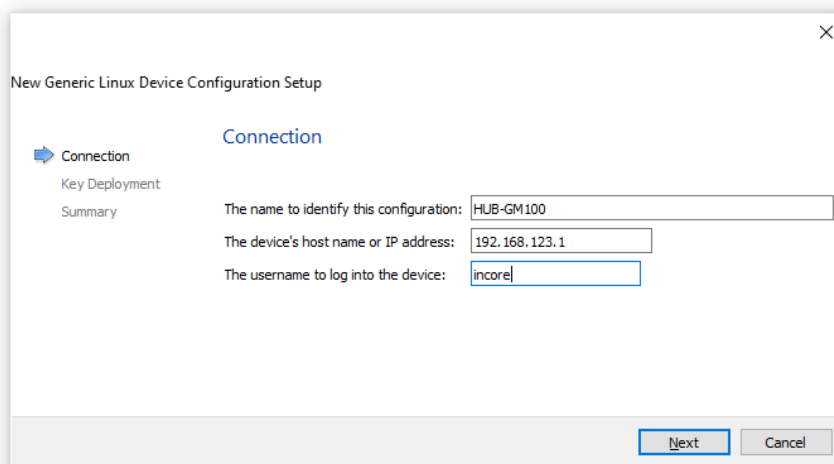 New Generic Linux Device Configuration Setup
Connection
Connection
Key Deployment
Summary
The name to identify this configuration: HUB-GM100
The device's host name or IP address: 192.168.123.1
The username to log into the device: incore
Next Cancel